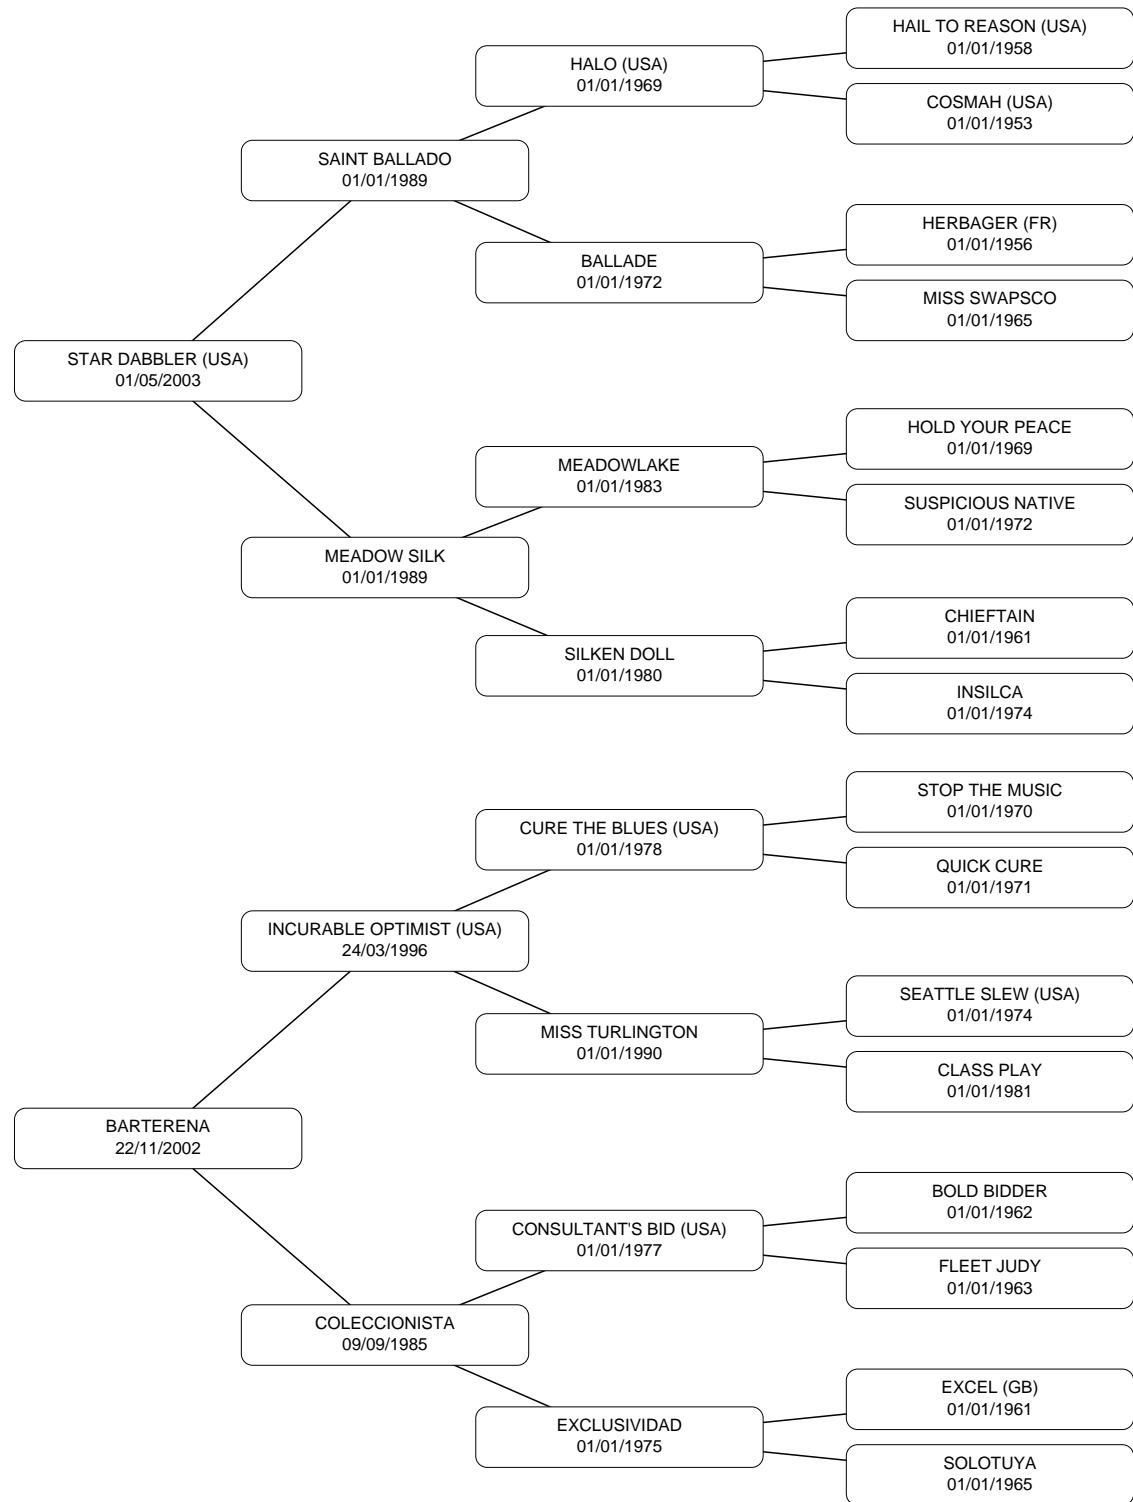 HAIL TO REASON (USA)
01/01/1958
HALO (USA)
01/01/1969
COSMAH (USA)
01/01/1953
SAINT BALLADO
01/01/1989
HERBAGER (FR)
01/01/1956
BALLADE
01/01/1972
MISS SWAPSCO
01/01/1965
STAR DABBLER (USA)
01/05/2003
HOLD YOUR PEACE
01/01/1969
MEADOWLAKE
01/01/1983
SUSPICIOUS NATIVE
01/01/1972
MEADOW SILK
01/01/1989
CHIEFTAIN
01/01/1961
SILKEN DOLL
01/01/1980
INSILCA
01/01/1974
STOP THE MUSIC
01/01/1970
CURE THE BLUES (USA)
01/01/1978
QUICK CURE
01/01/1971
INCURABLE OPTIMIST (USA)
24/03/1996
SEATTLE SLEW (USA)
01/01/1974
MISS TURLINGTON
01/01/1990
CLASS PLAY
01/01/1981
BARTERENA
22/11/2002
BOLD BIDDER
01/01/1962
CONSULTANT'S BID (USA)
01/01/1977
FLEET JUDY
01/01/1963
COLECCIONISTA
09/09/1985
EXCEL (GB)
01/01/1961
EXCLUSIVIDAD
01/01/1975
SOLOTUYA
01/01/1965